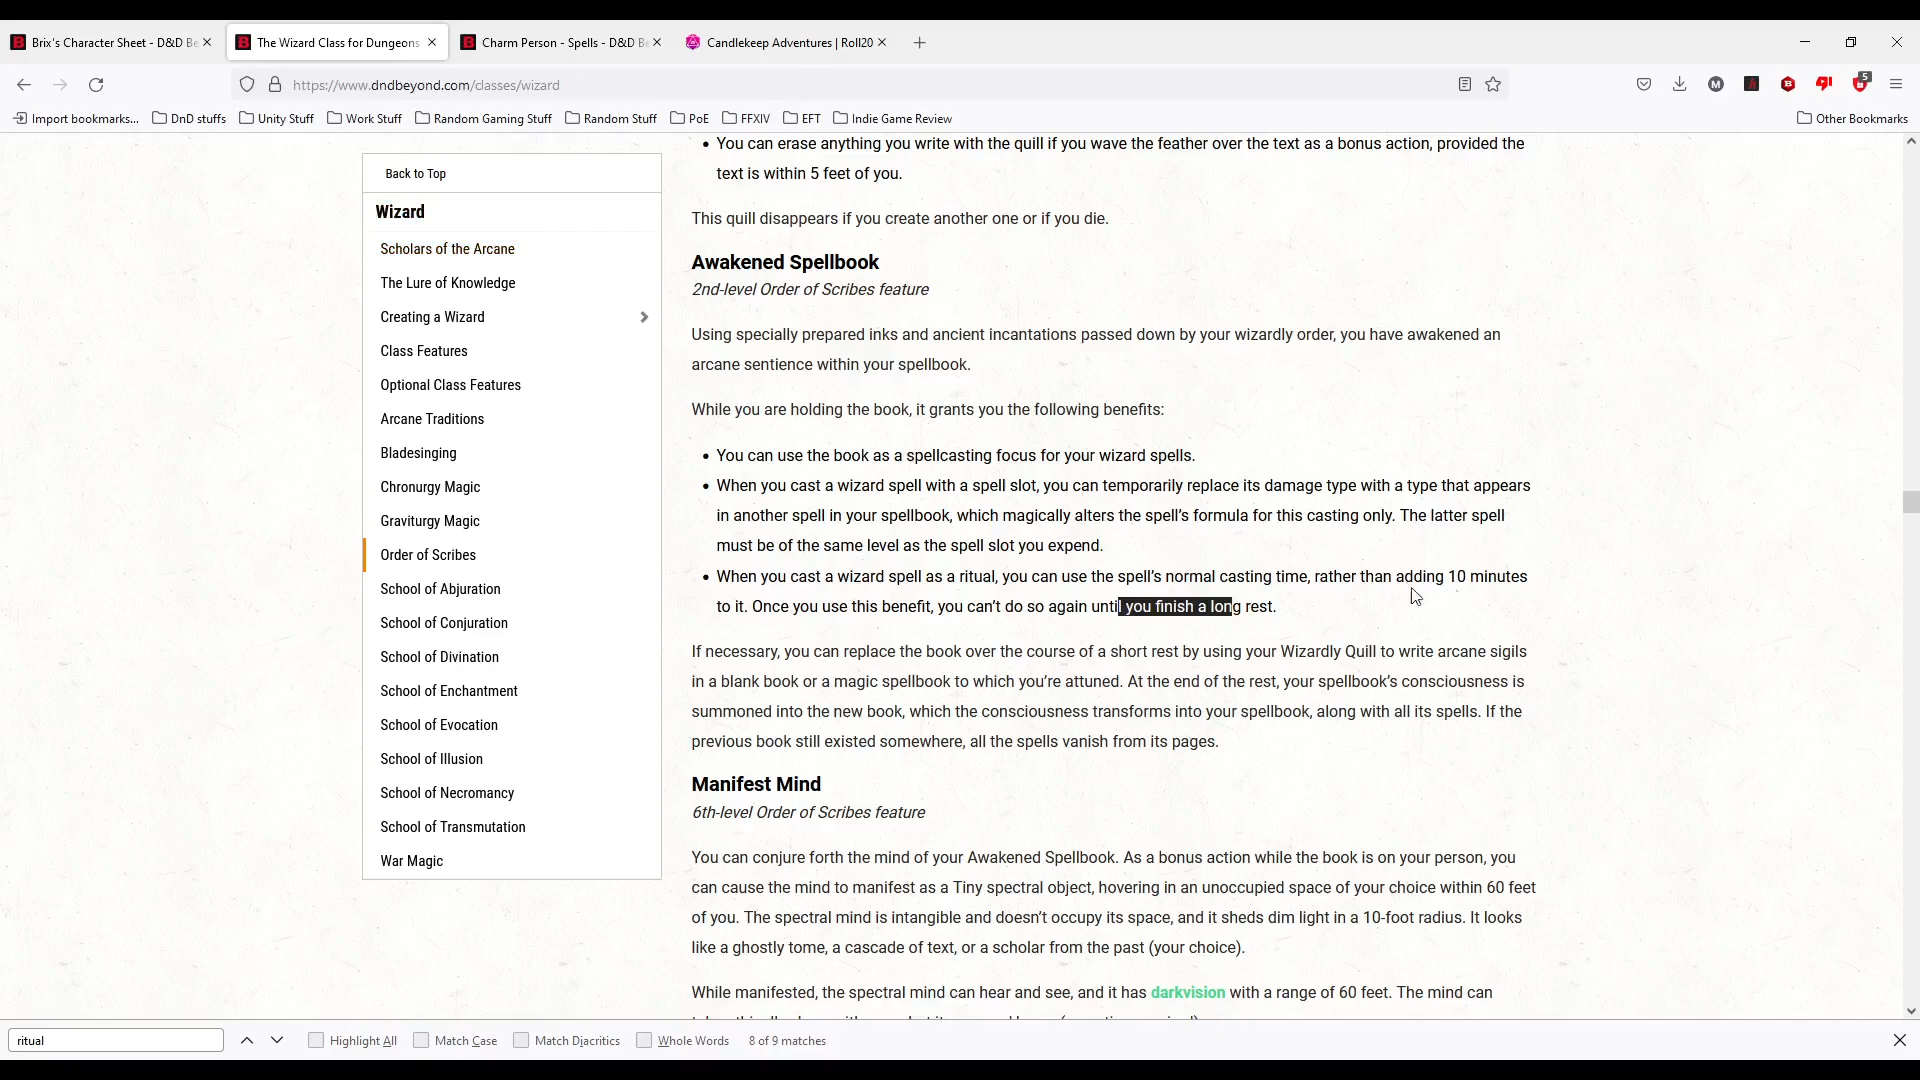 Brix's Character Sheet - D&D Be
The Wizard Class for Dungeons
Charm Person - Spells - D&D Be
Candlekeep Adventures | Roll20
https://www.dndbeyond.com/classes/wizard
5
Import bookmarks...
DnD stuffs
Unity Stuff
Work Stuff
Random Gaming Stuff
Random Stuff
PoE
FFXIV
EFT
Indie Game Review
Other Bookmarks
Back to Top
Wizard
Scholars of the Arcane
The Lure of Knowledge
Creating a Wizard
Class Features
Optional Class Features
Arcane Traditions
Bladesinging
Chronurgy Magic
Graviturgy Magic
Order of Scribes
School of Abjuration
School of Conjuration
School of Divination
School of Enchantment
School of Evocation
School of Illusion
School of Necromancy
School of Transmutation
War Magic
• You can erase anything you write with the quill if you wave the feather over the text as a bonus action, provided the
text is within 5 feet of you.
This quill disappears if you create another one or if you die.
Awakened Spellbook
2nd-level Order of Scribes feature
Using specially prepared inks and ancient incantations passed down by your wizardly order, you have awakened an
arcane sentience within your spellbook.
While you are holding the book, it grants you the following benefits:
• You can use the book as a spellcasting focus for your wizard spells.
• When you cast a wizard spell with a spell slot, you can temporarily replace its damage type with a type that appears
in another spell in your spellbook, which magically alters the spell’s formula for this casting only. The latter spell
must be of the same level as the spell slot you expend.
• When you cast a wizard spell as a ritual, you can use the spell’s normal casting time, rather than adding 10 minutes
to it. Once you use this benefit, you can’t do so again until you finish a long rest.
If necessary, you can replace the book over the course of a short rest by using your Wizardly Quill to write arcane sigils
in a blank book or a magic spellbook to which you’re attuned. At the end of the rest, your spellbook’s consciousness is
summoned into the new book, which the consciousness transforms into your spellbook, along with all its spells. If the
previous book still existed somewhere, all the spells vanish from its pages.
Manifest Mind
6th-level Order of Scribes feature
You can conjure forth the mind of your Awakened Spellbook. As a bonus action while the book is on your person, you
can cause the mind to manifest as a Tiny spectral object, hovering in an unoccupied space of your choice within 60 feet
of you. The spectral mind is intangible and doesn’t occupy its space, and it sheds dim light in a 10-foot radius. It looks
like a ghostly tome, a cascade of text, or a scholar from the past (your choice).
While manifested, the spectral mind can hear and see, and it has darkvision with a range of 60 feet. The mind can
ritual
Highlight All
Match Case
Match Diacritics
Whole Words
8 of 9 matches